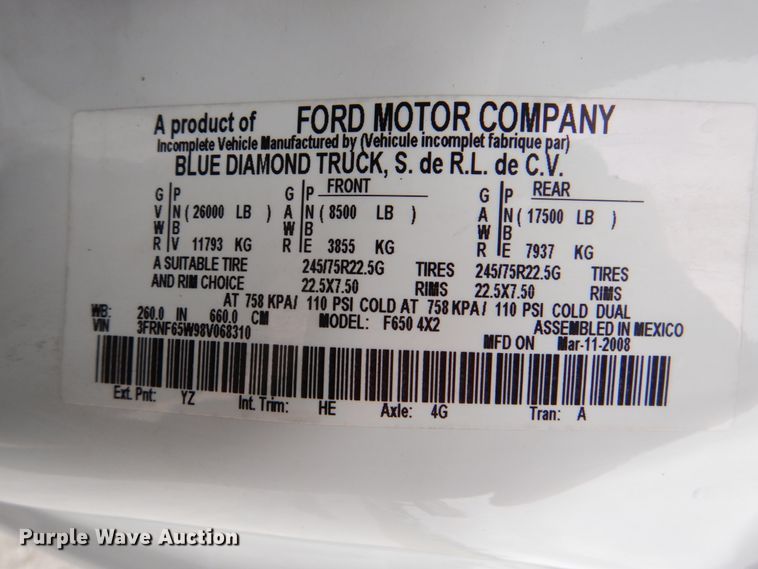 A product of FORD MOTOR COMPANY
Incomplete Vehicle Manufactured by (Vehicule incomplet fabrique par)
BLUE DIAMOND TRUCK, S. de R.L. de C.V.
FRONT REAR
G P G P G P
V N ( 26000 LB ) A N ( 8500 LB ) A N ( 17500 LB )
W B W B W B
R V 11793 KG R E 3855 KG R E 7937 KG
A SUITABLE TIRE 245/75R22.5G TIRES 245/75R22.5G TIRES
AND RIM CHOICE 22.5X7.50 RIMS 22.5X7.50 RIMS
AT 758 KPA/ 110 PSI COLD AT 758 KPA/ 110 PSI COLD DUAL
WB: 260.0 IN 660.0 CM MODEL: F650 4X2 ASSEMBLED IN MEXICO
VIN 3FRNF65W98V068310 MFD ON Mar-11-2008
Ext. Pnt: YZ Int. Trim: HE Axle: 4G Tran: A
Purple Wave Auction